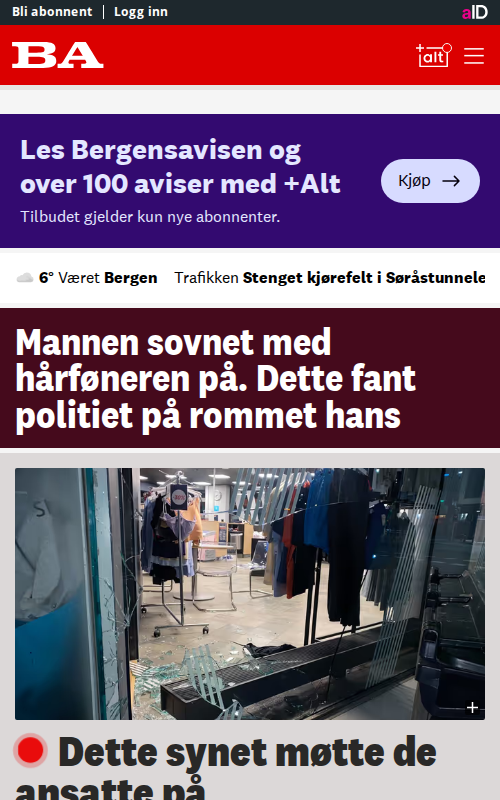 Bli abonnent | Logg inn
aID
BA
+alt
Les Bergensavisen og
over 100 aviser med +Alt
Tilbudet gjelder kun nye abonnenter.
Kjøp →
6° Været Bergen Trafikken Stenget kjørefelt i Søråstunnele
Mannen sovnet med
hårføneren på. Dette fant
politiet på rommet hans
Dette synet møtte de
ansatte på